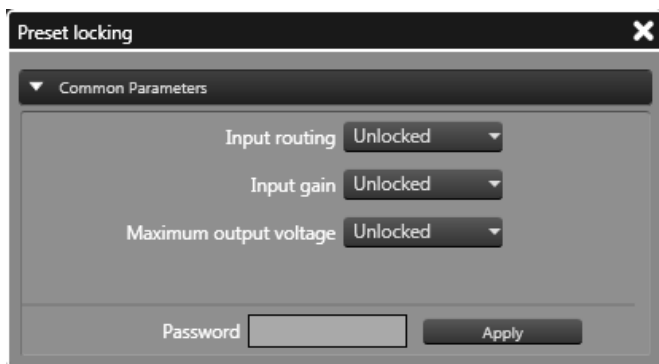 Preset locking
Common Parameters
Input routing Unlocked
Input gain Unlocked
Maximum output voltage Unlocked
Password Apply